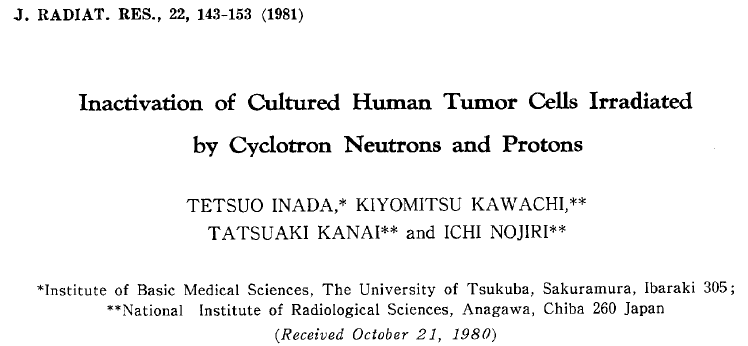 J. RADIAT. RES., 22, 143-153 (1981)
Inactivation of Cultured Human Tumor Cells Irradiated
by Cyclotron Neutrons and Protons
TETSUO INADA,* KIYOMITSU KAWACHI,**
TATSUAKI KANAI** and ICHI NOJIRI**
*Institute of Basic Medical Sciences, The University of Tsukuba, Sakuramura, Ibaraki 305;
**National Institute of Radiological Sciences, Anagawa, Chiba 260 Japan
(Received October 21, 1980)